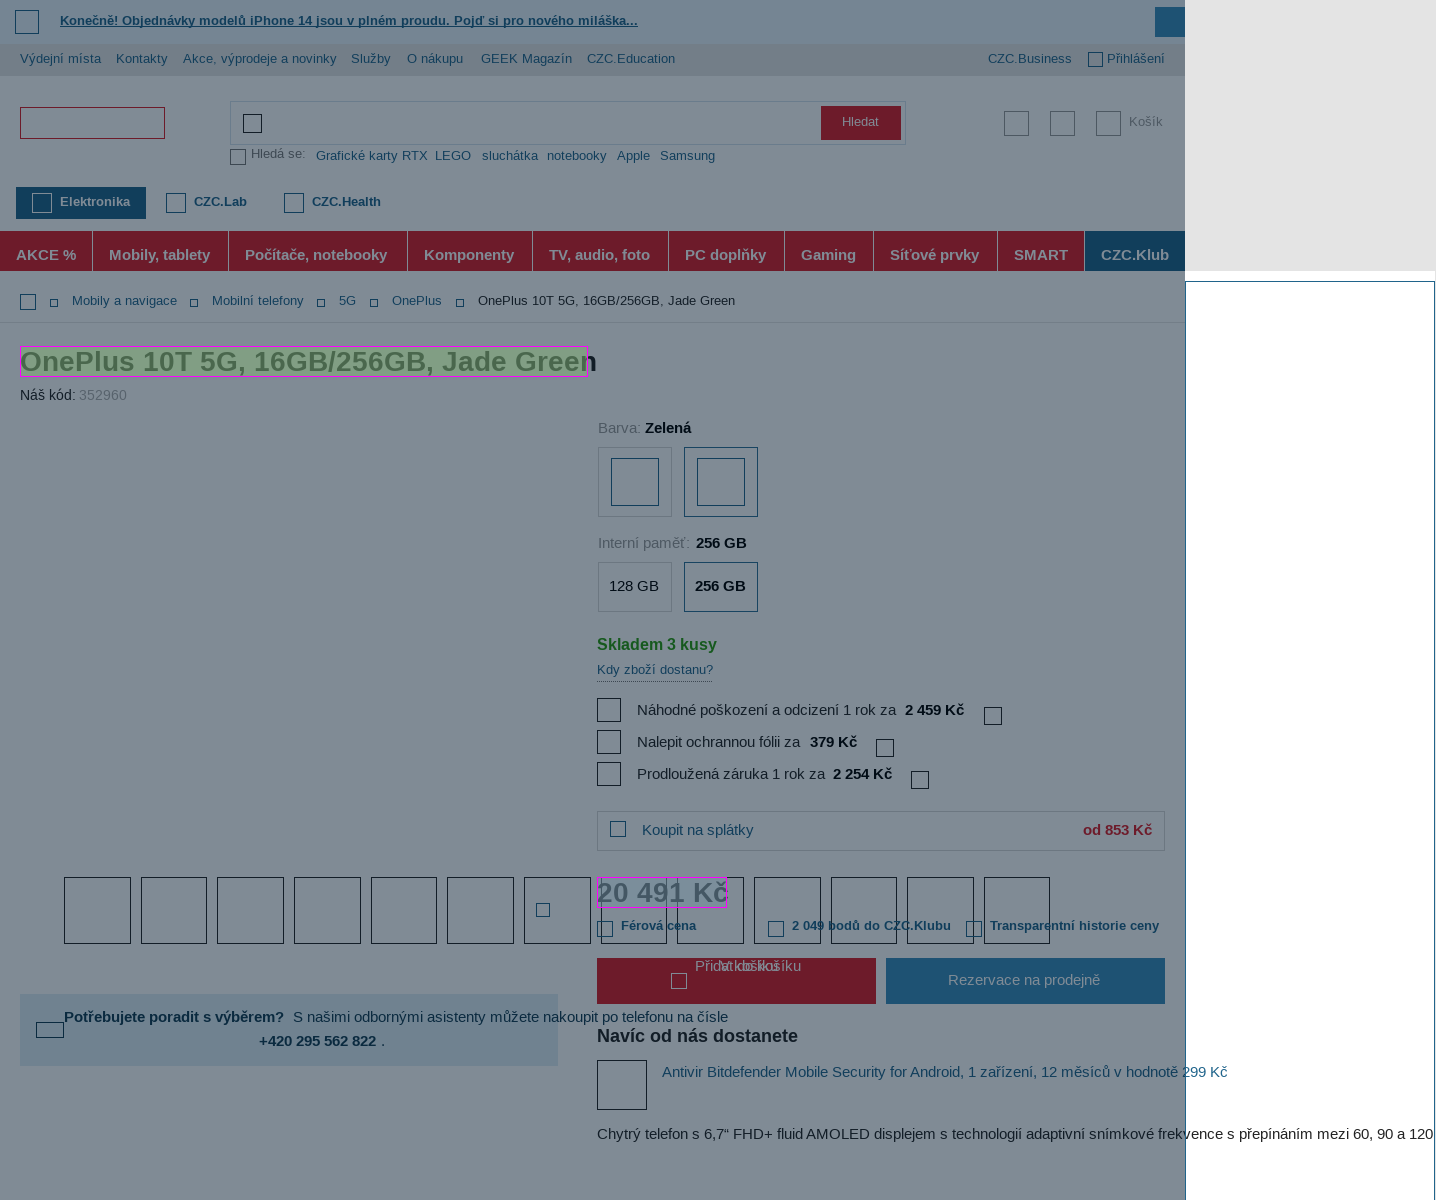 Konečně! Objednávky modelů iPhone 14 jsou v plném proudu. Pojď si pro nového miláška...
Výdejní místa Kontakty Akce, výprodeje a novinky Služby O nákupu GEEK Magazín CZC.Education CZC.Business Přihlášení
Hledat Košík
Hledá se: Grafické karty RTX LEGO sluchátka notebooky Apple Samsung
Elektronika CZC.Lab CZC.Health
AKCE % Mobily, tablety Počítače, notebooky Komponenty TV, audio, foto PC doplňky Gaming Síťové prvky SMART CZC.Klub
Mobily a navigace Mobilní telefony 5G OnePlus OnePlus 10T 5G, 16GB/256GB, Jade Green
OnePlus 10T 5G, 16GB/256GB, Jade Green
Náš kód: 352960
Barva: Zelená
Interní paměť: 256 GB
128 GB 256 GB
Skladem 3 kusy
Kdy zboží dostanu?
Náhodné poškození a odcizení 1 rok za 2 459 Kč
Nalepit ochrannou fólii za 379 Kč
Prodloužená záruka 1 rok za 2 254 Kč
Koupit na splátky od 853 Kč
20 491 Kč
Férová cena 2 049 bodů do CZC.Klubu Transparentní historie ceny
Přidat do košíku V košíku
Rezervace na prodejně
Potřebujete poradit s výběrem? S našimi odbornými asistenty můžete nakoupit po telefonu na čísle
+420 295 562 822 .
Navíc od nás dostanete
Antivir Bitdefender Mobile Security for Android, 1 zařízení, 12 měsíců v hodnotě 299 Kč
Chytrý telefon s 6,7“ FHD+ fluid AMOLED displejem s technologií adaptivní snímkové frekvence s přepínáním mezi 60, 90 a 120